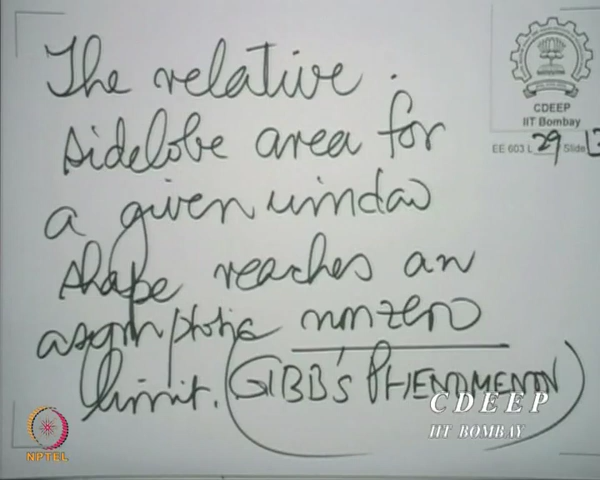 The relative
sidelobe area for
a given window
shape reaches an
asymptotic nonzero
limit. (GIBB'S PHENOMENON)
CDEEP
IIT Bombay
EE 603 L 29 Slide
CDEEP
IIT BOMBAY
NPTEL